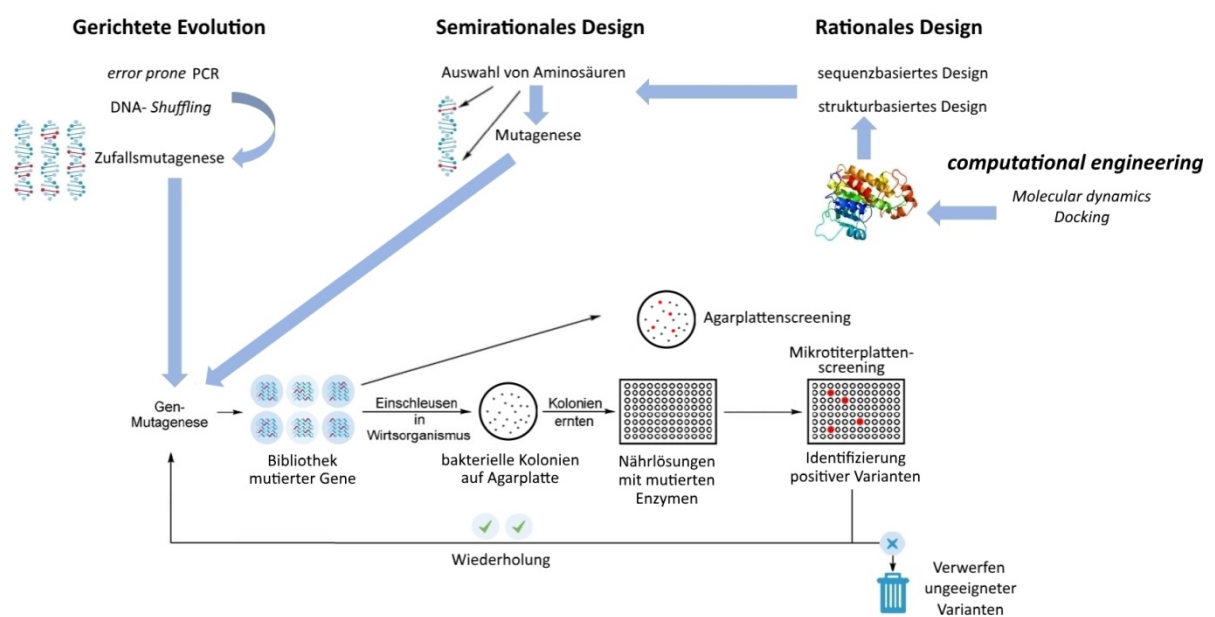 Gerichtete Evolution
Semirationales Design
Rationales Design
error prone PCR
DNA- Shuffling
Zufallsmutagenese
Auswahl von Aminosäuren
Mutagenese
sequenzbasiertes Design
strukturbasiertes Design
computational engineering
Molecular dynamics
Docking
Agarplattenscreening
Mikrotiterplatten-
screening
Gen-
Mutagenese
Einschleusen
in
Wirtsorganismus
Kolonien
ernten
Bibliothek
mutierter Gene
bakterielle Kolonien
auf Agarplatte
Nährlösungen
mit mutierten
Enzymen
Identifizierung
positiver Varianten
Wiederholung
Verwerfen
ungeeigneter
Varianten